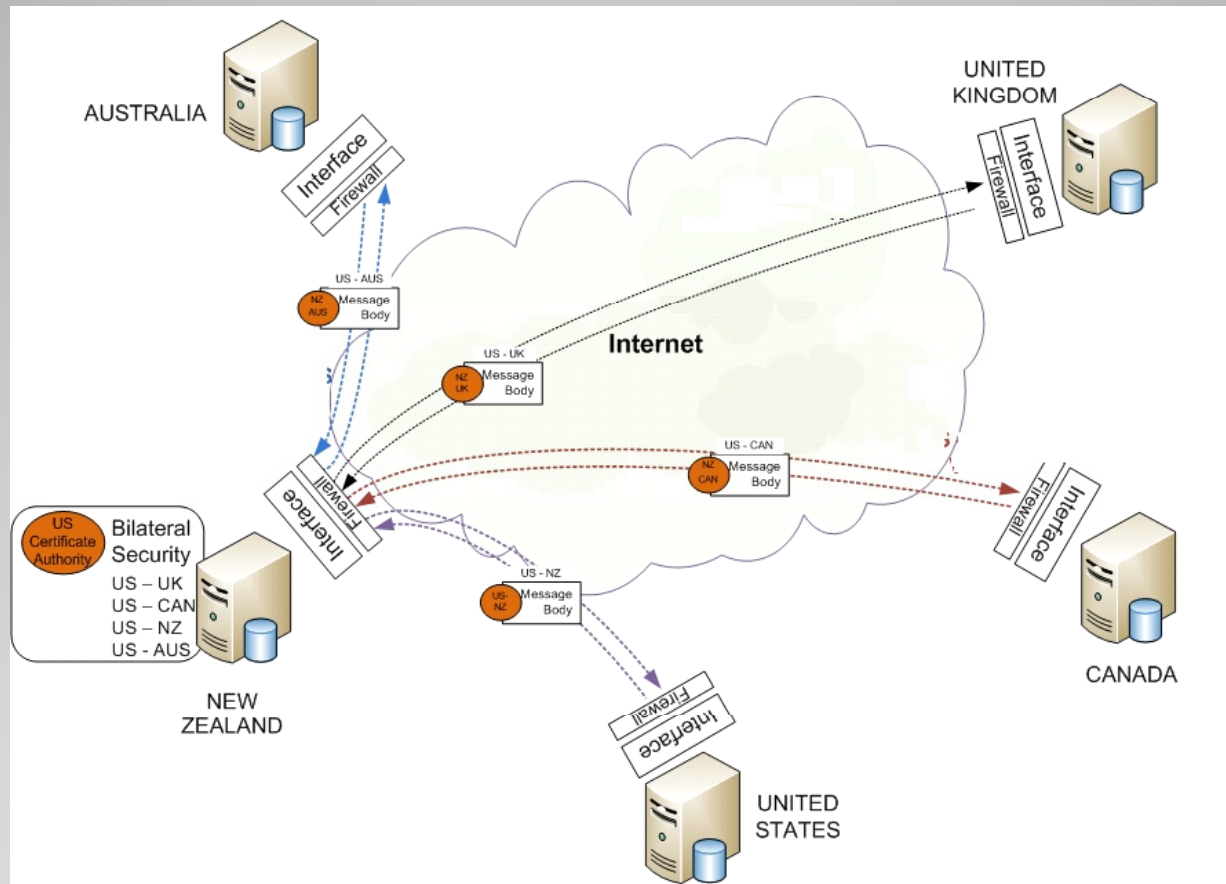 AUSTRALIA
Interface
Firewall
UNITED
KINGDOM
Firewall
Interface
US - AUS
NZ
AUS
Message
Body
Internet
US - UK
NZ
UK
Message
Body
US - CAN
NZ
CAN
Message
Body
Firewall
Interface
Firewall
Interface
US
Certificate
Authority
Bilateral
Security
US – UK
US – CAN
US – NZ
US - AUS
US - NZ
US-
NZ
Message
Body
NEW
ZEALAND
CANADA
Firewall
Interface
UNITED
STATES